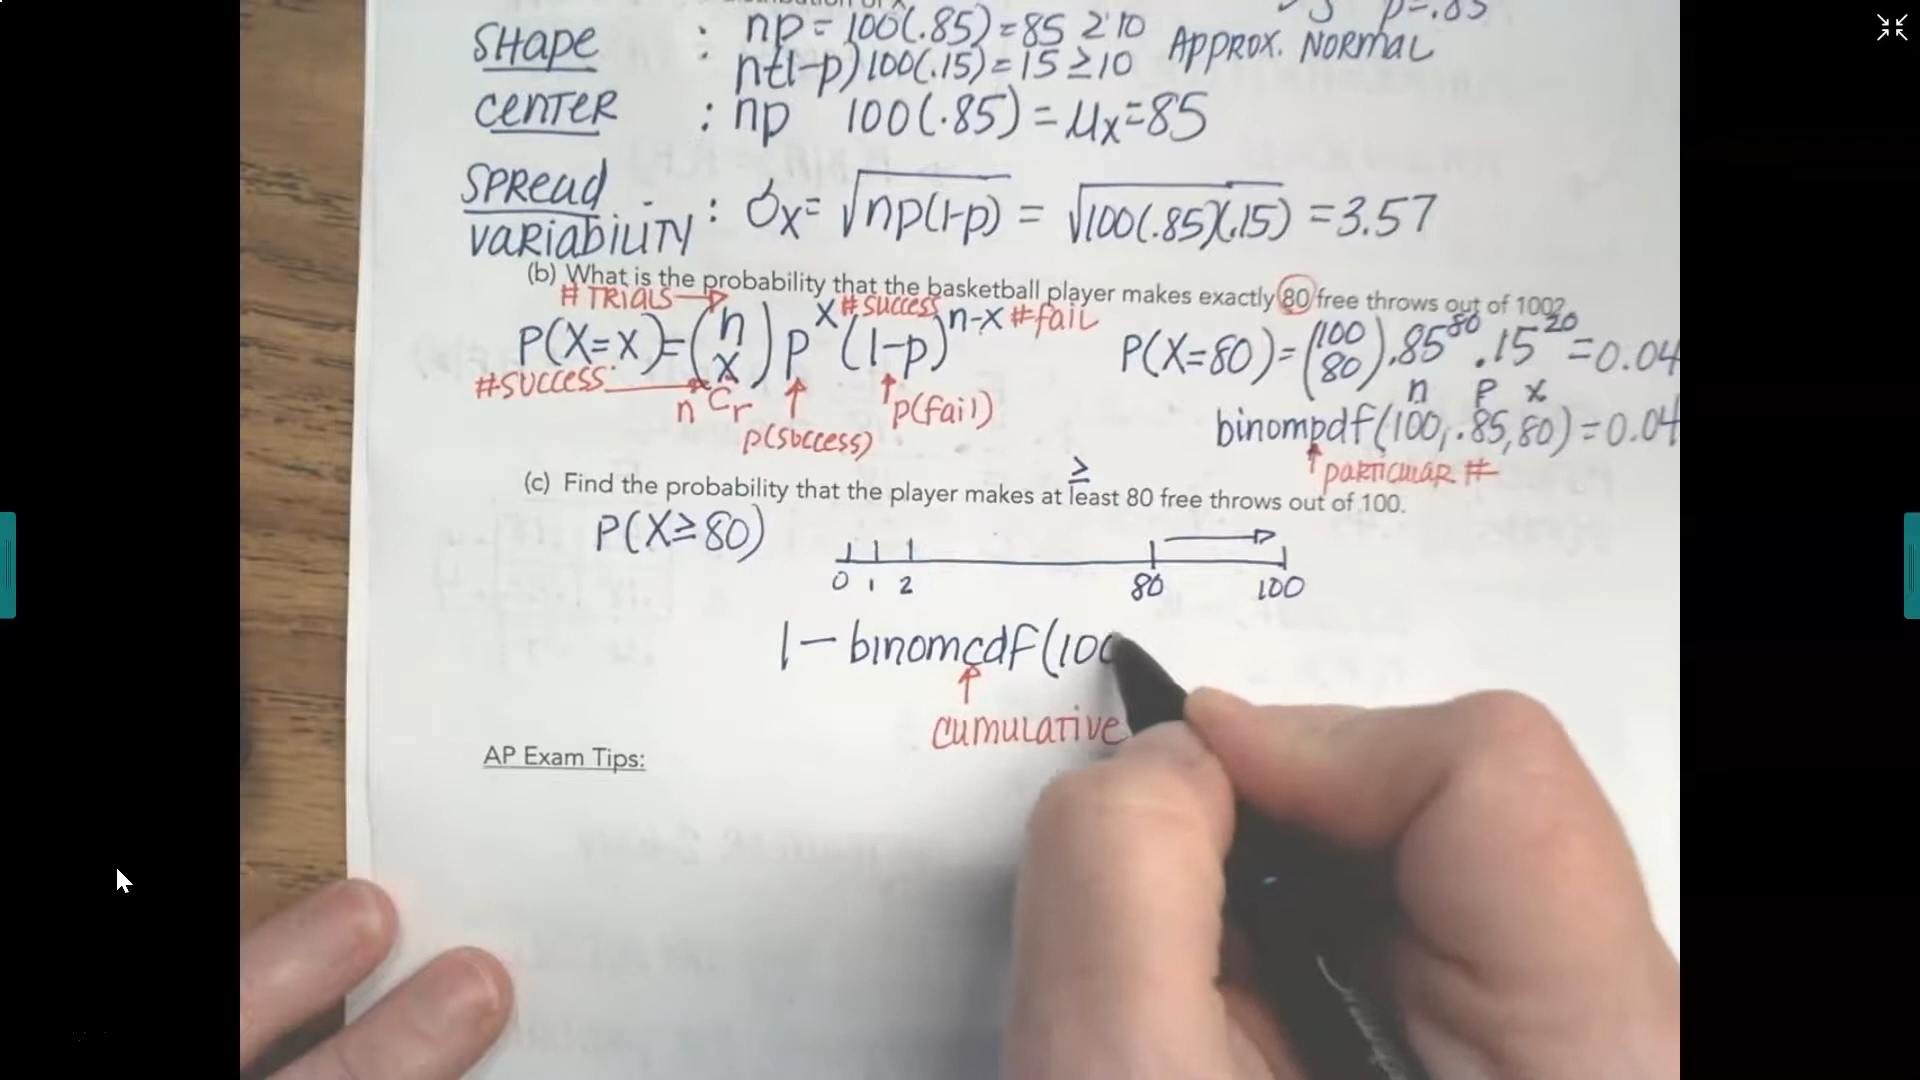 p=.85
SHAPE : np = 100(.85) = 85 ≥ 10 APPROX. NORMAL
n(1-p) 100(.15) = 15 ≥ 10
CENTER : np 100(.85) = μx = 85
SPREAD
VARIABILITY : σx = √np(1-p) = √100(.85)(.15) = 3.57
(b) What is the probability that the basketball player makes exactly 80 free throws out of 100?
# TRIALS
x # success
n-x # fail
P(X=x) = (n x) p (1-p)
# SUCCESS
nCr
p(success)
p(fail)
P(X=80) = (100 80) .85^80 .15^20 = 0.04
n p x
binompdf(100, .85, 80) = 0.04
particular #
≥
(c) Find the probability that the player makes at least 80 free throws out of 100.
P(X≥80)
0 1 2 80 100
1 - binomcdf(100
cumulative
AP Exam Tips: